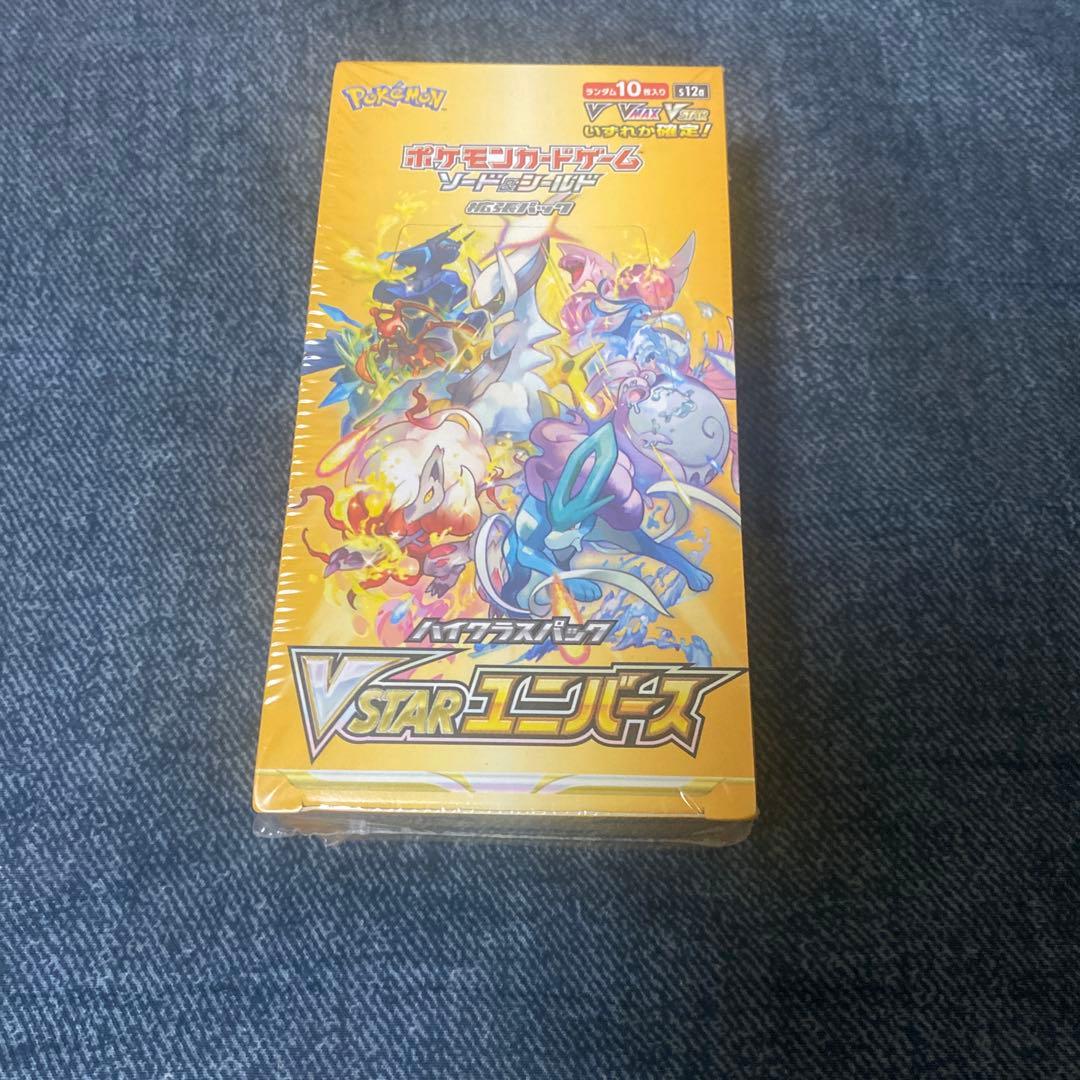 POKéMON
ランダム10枚入り S12a
V VMAX VSTAR
いずれか確定!
ポケモンカードゲーム
ソード&シールド
拡張パック
ハイクラスパック
VSTARユニバース